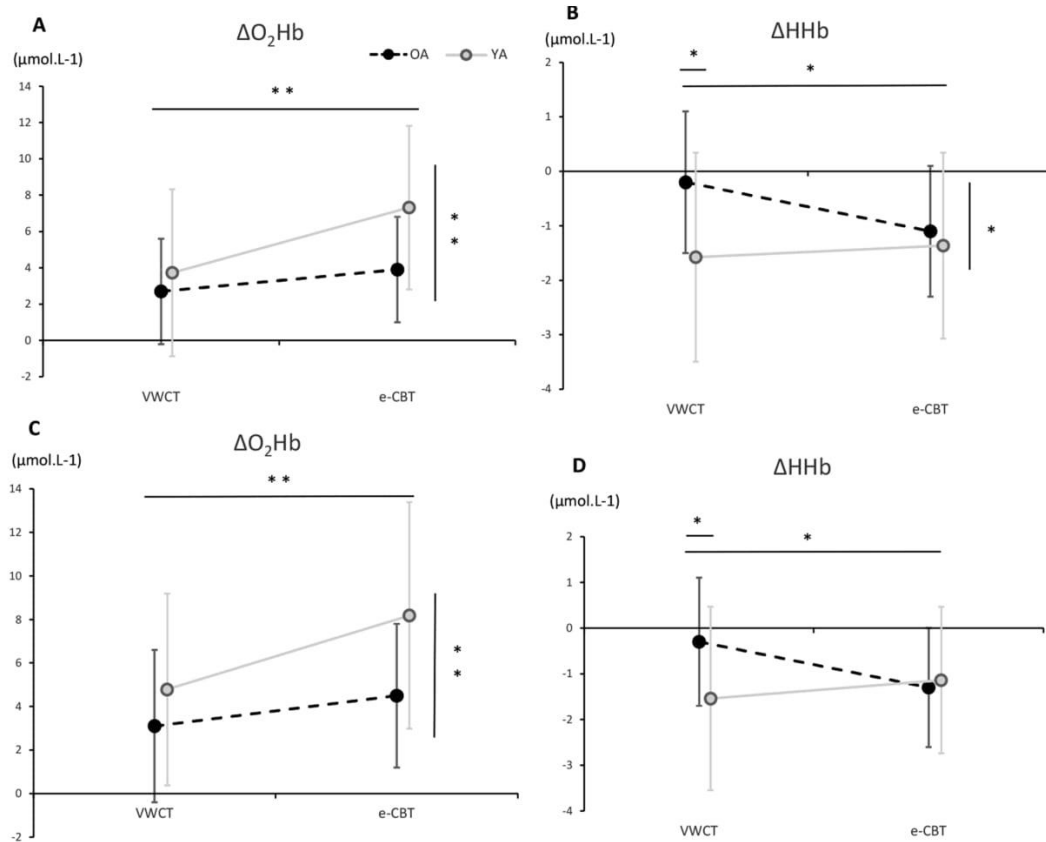 A
ΔO₂Hb
(μmol.L-1)
OA YA
14
12
10
8
6
4
2
0
-2
* *
*
*
VWCT e-CBT
B
ΔHHb
(μmol.L-1)
2
1
0
-1
-2
-3
-4
*
*
*
VWCT e-CBT
C
ΔO₂Hb
(μmol.L-1)
14
12
10
8
6
4
2
0
-2
* *
*
*
VWCT e-CBT
D
ΔHHb
(μmol.L-1)
2
1
0
-1
-2
-3
-4
*
*
VWCT e-CBT